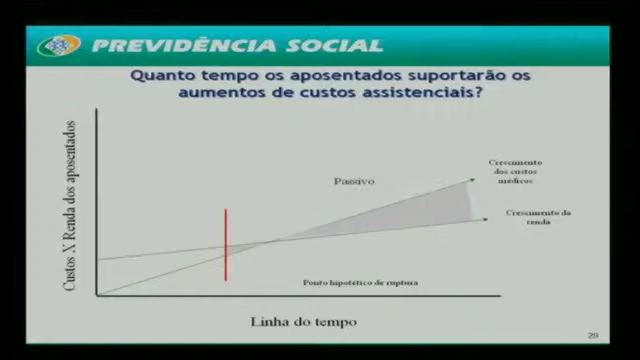 PREVIDÊNCIA SOCIAL
Quanto tempo os aposentados suportarão os
aumentos de custos assistenciais?
Custos X Renda dos aposentados
Passivo
Crescimento
dos custos
médicos
Crescimento da
renda
Ponto hipotético de ruptura
Linha do tempo
29